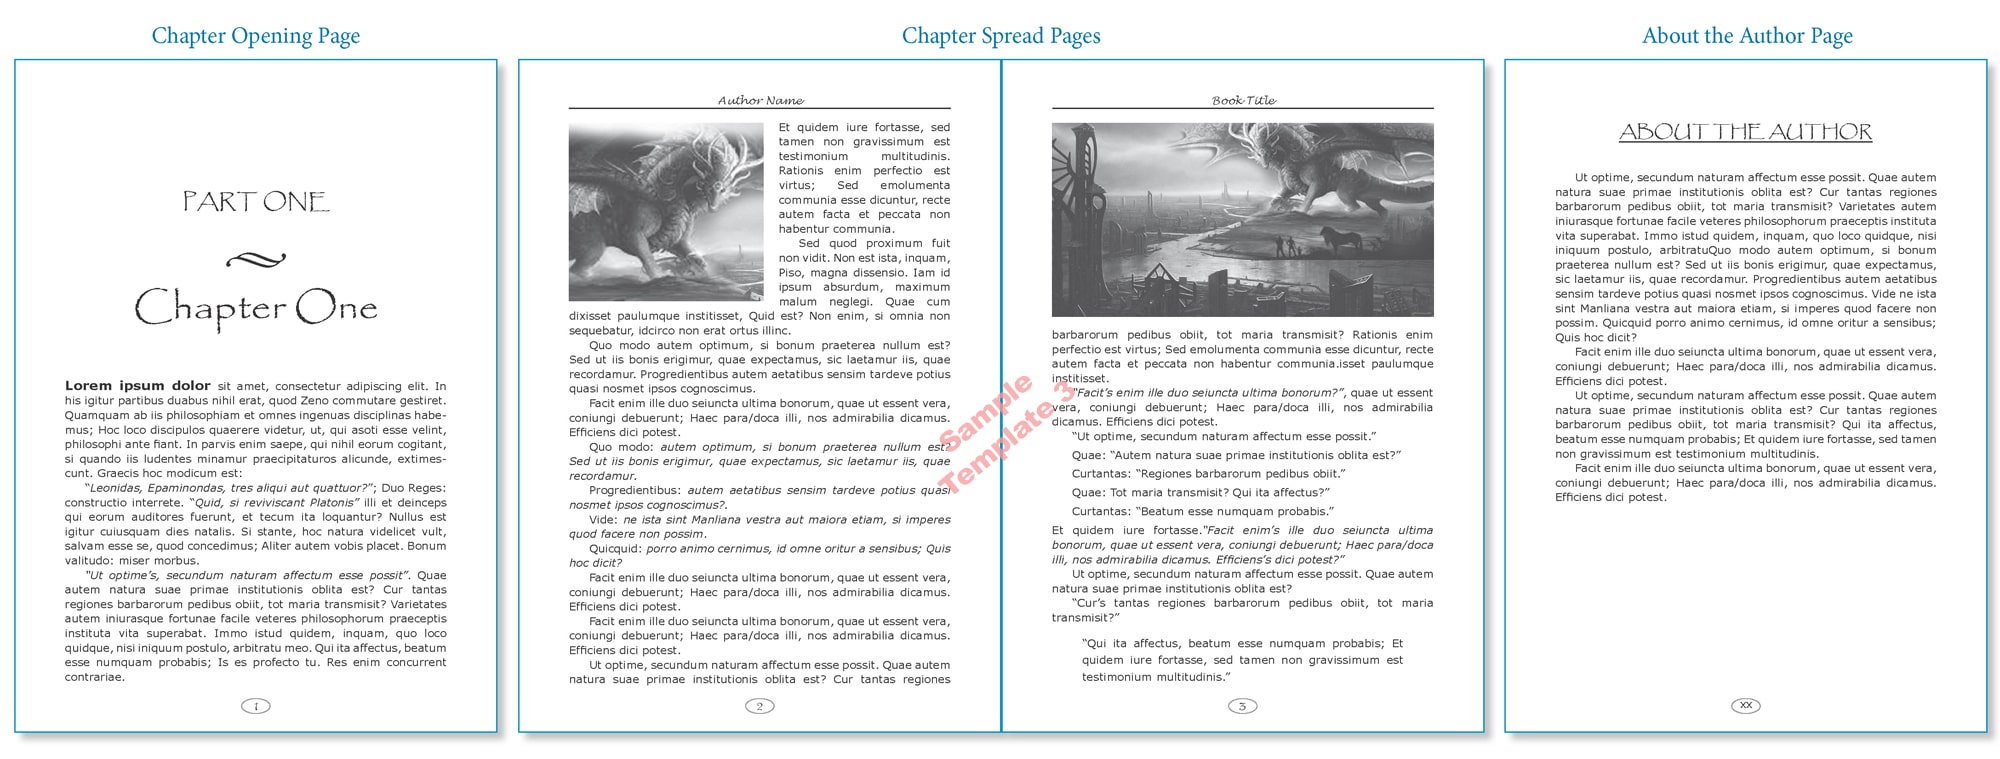 Chapter Opening Page
PART ONE
Chapter One
Lorem ipsum dolor sit amet, consectetur adipiscing elit. In
his igitur partibus duabus nihil erat, quod Zeno commutare gestiret.
Quamquam ab iis philosophiam et omnes ingenuas disciplinas habe-
mus; Hoc loco discipulos quaerere videtur, ut, qui asoti esse velint,
philosophi ante fiant. In parvis enim saepe, qui nihil eorum cogitant,
si quando iis ludentes minamur praecipitaturos alicunde, extimes-
cunt. Graecis hoc modicum est:
“Leonidas, Epaminondas, tres aliqui aut quattuor?”; Duo Reges:
constructio interrete. “Quid, si reviviscant Platonis” illi et deinceps
qui eorum auditores fuerunt, et tecum ita loquantur? Nullus est
igitur cuiusquam dies natalis. Si stante, hoc natura videlicet vult,
salvam esse se, quod concedimus; Aliter autem vobis placet. Bonum
valitudo: miser morbus.
“Ut optime’s, secundum naturam affectum esse possit”. Quae
autem natura suae primae institutionis oblita est? Cur tantas
regiones barbarorum pedibus obiit, tot maria transmisit? Varietates
autem iniurasque fortunae facile veteres philosophorum praeceptis
instituta vita superabat. Immo istud quidem, inquam, quo loco
quidque, nisi iniquum postulo, arbitratu meo. Qui ita affectus, beatum
esse numquam probabis; Is es profecto tu. Res enim concurrent
contrariae.
1
Chapter Spread Pages
Author Name
Et quidem iure fortasse, sed
tamen non gravissimum est
testimonium multitudinis.
Rationis enim perfectio est
virtus; Sed emolumenta
communia esse dicuntur, recte
autem facta et peccata non
habentur communia.
Sed quod proximum fuit
non vidit. Non est ista, inquam,
Piso, magna dissensio. Iam id
ipsum absurdum, maximum
malum neglegi. Quae cum
dixisset paulumque institisset, Quid est? Non enim, si omnia non
sequebatur, idcirco non erat ortus illinc.
Quo modo autem optimum, si bonum praeterea nullum est?
Sed ut iis bonis erigimur, quae expectamus, sic laetamur iis, quae
recordamur. Progredientibus autem aetatibus sensim tardeve potius
quasi nosmet ipsos cognoscimus.
Facit enim ille duo seiuncta ultima bonorum, quae ut essent vera,
coniungi debuerunt; Haec para/doca illi, nos admirabilia dicamus.
Efficiens dici potest.
Quo modo: autem optimum, si bonum praeterea nullum est?
Sed ut iis bonis erigimur, quae expectamus, sic laetamur iis, quae
recordamur.
Progredientibus: autem aetatibus sensim tardeve potius quasi
nosmet ipsos cognoscimus?.
Vide: ne ista sint Manliana vestra aut maiora etiam, si imperes
quod facere non possim.
Quicquid: porro animo cernimus, id omne oritur a sensibus; Quis
hoc dicit?
Facit enim ille duo seiuncta ultima bonorum, quae ut essent vera,
coniungi debuerunt; Haec para/doca illi, nos admirabilia dicamus.
Efficiens dici potest.
Facit enim ille duo seiuncta ultima bonorum, quae ut essent vera,
coniungi debuerunt; Haec para/doca illi, nos admirabilia dicamus.
Efficiens dici potest.
Ut optime, secundum naturam affectum esse possit. Quae autem
natura suae primae institutionis oblita est? Cur tantas regiones
2
Sample
Template 3
Book Title
barbarorum pedibus obiit, tot maria transmisit? Rationis enim
perfectio est virtus; Sed emolumenta communia esse dicuntur, recte
autem facta et peccata non habentur communia.isset paulumque
institisset.
“Facit’s enim ille duo seiuncta ultima bonorum?”, quae ut essent
vera, coniungi debuerunt; Haec para/doca illi, nos admirabilia
dicamus. Efficiens dici potest.
“Ut optime, secundum naturam affectum esse possit.”
Quae: “Autem natura suae primae institutionis oblita est?”
Curtantas: “Regiones barbarorum pedibus obiit.”
Quae: Tot maria transmisit? Qui ita affectus?”
Curtantas: “Beatum esse numquam probabis.”
Et quidem iure fortasse.“Facit enim’s ille duo seiuncta ultima
bonorum, quae ut essent vera, coniungi debuerunt; Haec para/doca
illi, nos admirabilia dicamus. Efficiens’s dici potest?”
Ut optime, secundum naturam affectum esse possit. Quae autem
natura suae primae institutionis oblita est?
“Cur’s tantas regiones barbarorum pedibus obiit, tot maria
transmisit?”
“Qui ita affectus, beatum esse numquam probabis; Et
quidem iure fortasse, sed tamen non gravissimum est
testimonium multitudinis.”
3
About the Author Page
ABOUT THE AUTHOR
Ut optime, secundum naturam affectum esse possit. Quae autem
natura suae primae institutionis oblita est? Cur tantas regiones
barbarorum pedibus obiit, tot maria transmisit? Varietates autem
iniurasque fortunae facile veteres philosophorum praeceptis instituta
vita superabat. Immo istud quidem, inquam, quo loco quidque, nisi
iniquum postulo, arbitratuQuo modo autem optimum, si bonum
praeterea nullum est? Sed ut iis bonis erigimur, quae expectamus,
sic laetamur iis, quae recordamur. Progredientibus autem aetatibus
sensim tardeve potius quasi nosmet ipsos cognoscimus. Vide ne ista
sint Manliana vestra aut maiora etiam, si imperes quod facere non
possim. Quicquid porro animo cernimus, id omne oritur a sensibus;
Quis hoc dicit?
Facit enim ille duo seiuncta ultima bonorum, quae ut essent vera,
coniungi debuerunt; Haec para/doca illi, nos admirabilia dicamus.
Efficiens dici potest.
Ut optime, secundum naturam affectum esse possit. Quae autem
natura suae primae institutionis oblita est? Cur tantas regiones
barbarorum pedibus obiit, tot maria transmisit? Qui ita affectus,
beatum esse numquam probabis; Et quidem iure fortasse, sed tamen
non gravissimum est testimonium multitudinis.
Facit enim ille duo seiuncta ultima bonorum, quae ut essent vera,
coniungi debuerunt; Haec para/doca illi, nos admirabilia dicamus.
Efficiens dici potest.
XX